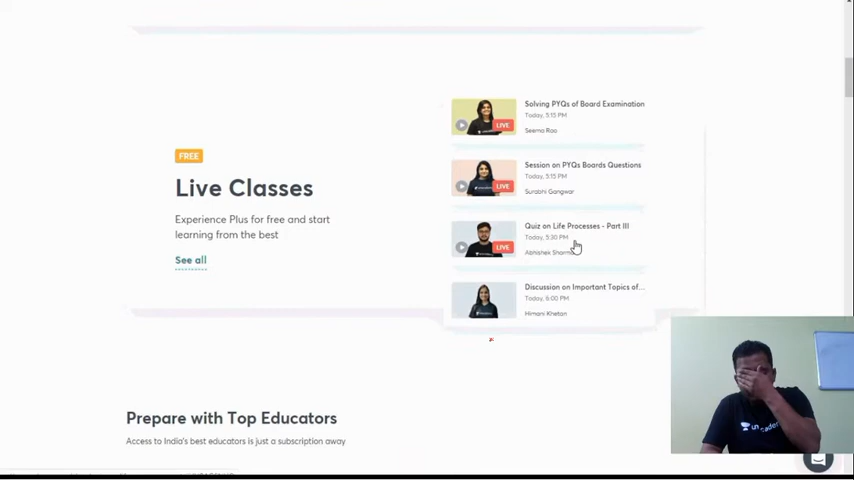 Solving PYQs of Board Examination
Today, 5:15 PM
LIVE
Seema Rao
FREE
Session on PYQs Boards Questions
Today, 5:15 PM
LIVE
Surabhi Gangwar
Live Classes
Experience Plus for free and start
learning from the best
See all
Quiz on Life Processes - Part III
Today, 5:30 PM
LIVE
Abhishek Sharma
Discussion on Important Topics of...
Today, 6:00 PM
Himani Khetan
Prepare with Top Educators
Access to India's best educators is just a subscription away